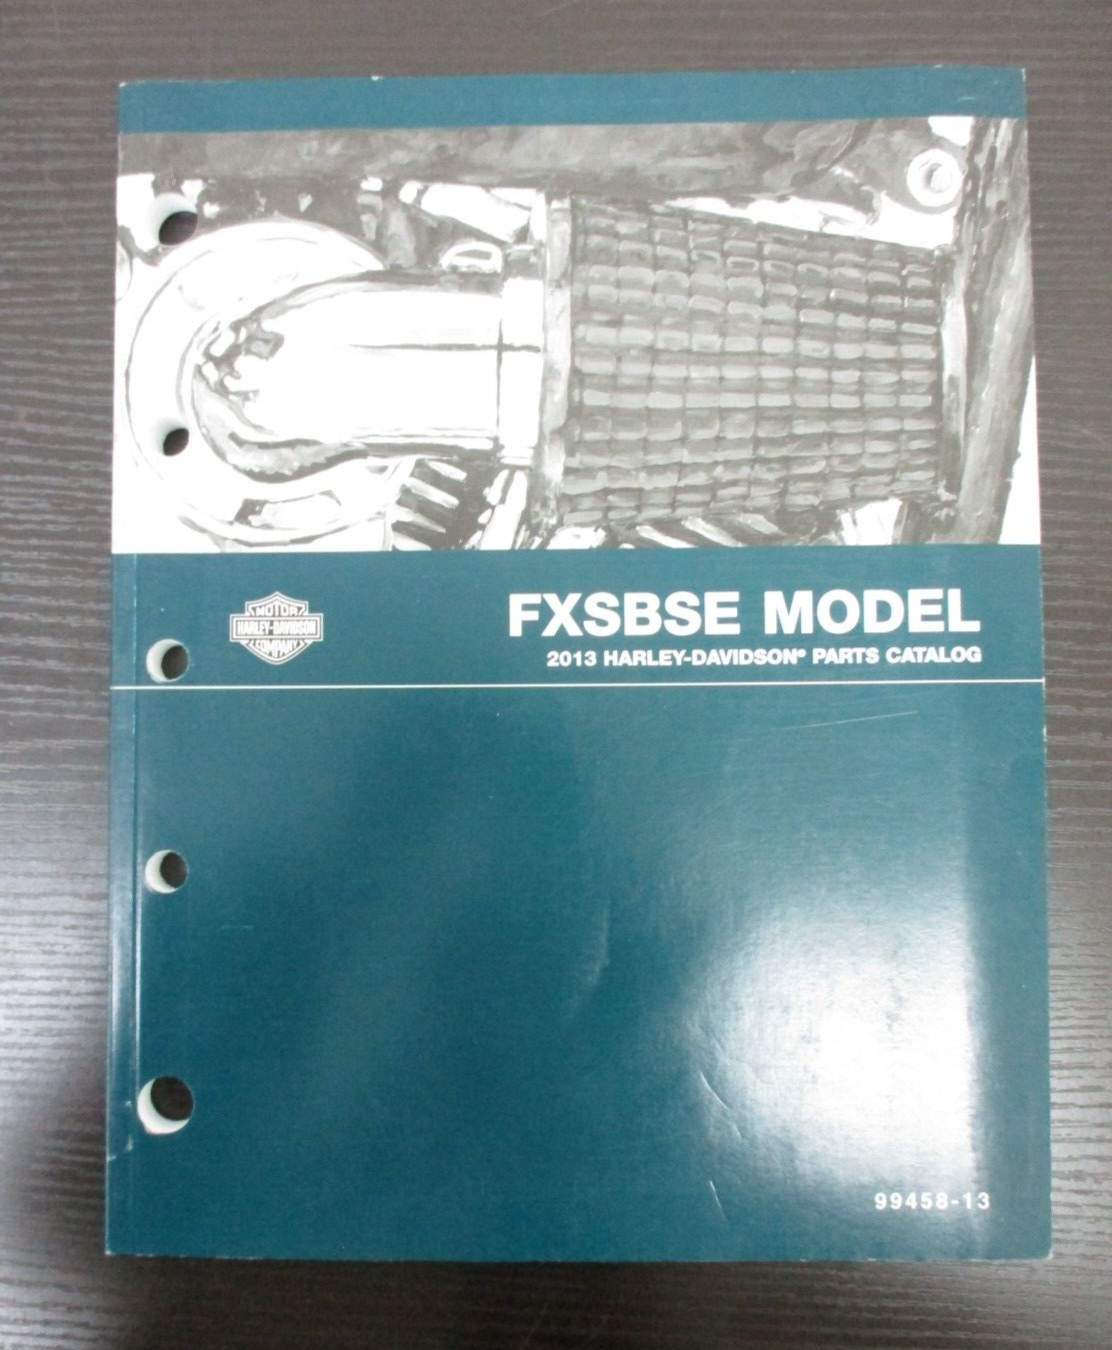 MOTOR
HARLEY-DAVIDSON
COMPANY
FXSBSE MODEL
2013 HARLEY-DAVIDSON® PARTS CATALOG
99458-13